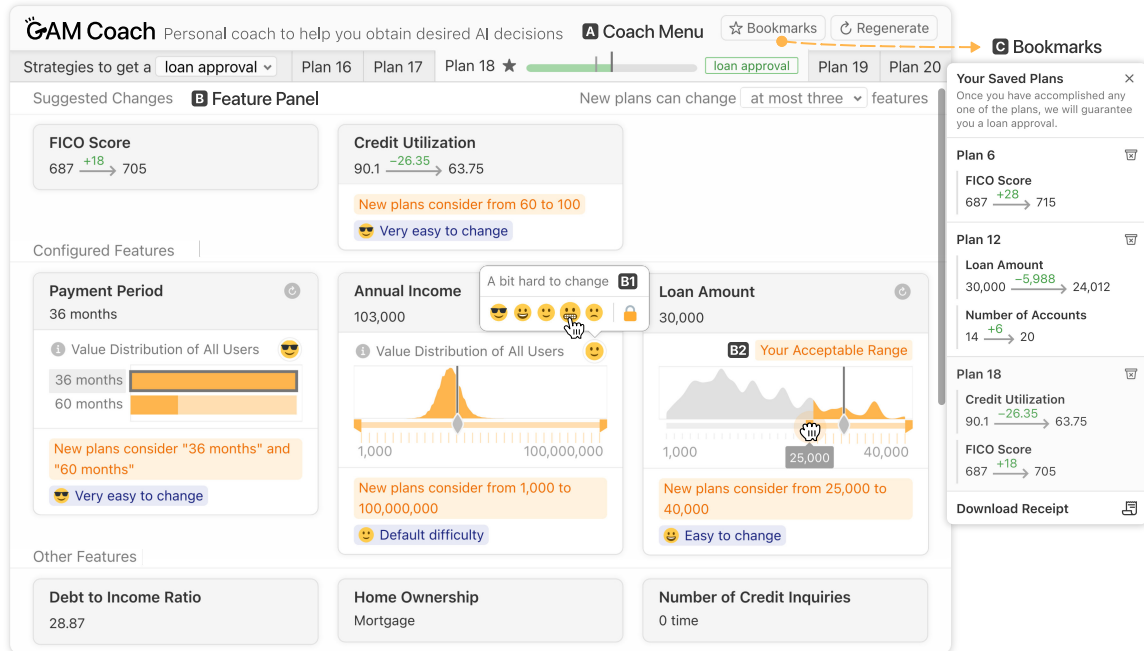 GAM Coach Personal coach to help you obtain desired AI decisions A Coach Menu Bookmarks Regenerate
C Bookmarks
Strategies to get a loan approval Plan 16 Plan 17 Plan 18 loan approval Plan 19 Plan 20
Suggested Changes B Feature Panel New plans can change at most three features
FICO Score
687 +18 705
Credit Utilization
90.1 −26.35 63.75
New plans consider from 60 to 100
Very easy to change
Configured Features
Payment Period
36 months
Value Distribution of All Users
36 months
60 months
New plans consider "36 months" and
"60 months"
Very easy to change
Annual Income
103,000
A bit hard to change B1
Value Distribution of All Users
1,000 100,000,000
New plans consider from 1,000 to
100,000,000
Default difficulty
Loan Amount
30,000
B2 Your Acceptable Range
1,000 25,000 40,000
New plans consider from 25,000 to
40,000
Easy to change
Other Features
Debt to Income Ratio
28.87
Home Ownership
Mortgage
Number of Credit Inquiries
0 time
Your Saved Plans
Once you have accomplished any
one of the plans, we will guarantee
you a loan approval.
Plan 6
FICO Score
687 +28 715
Plan 12
Loan Amount
30,000 −5,988 24,012
Number of Accounts
14 +6 20
Plan 18
Credit Utilization
90.1 −26.35 63.75
FICO Score
687 +18 705
Download Receipt